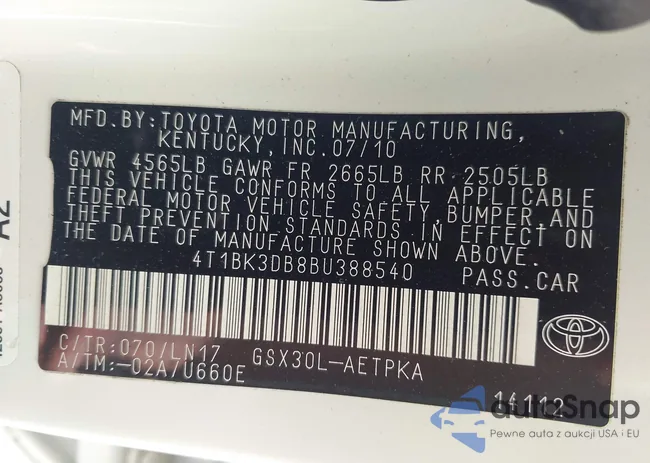 MFD.BY:TOYOTA MOTOR MANUFACTURING,
KENTUCKY,INC.07/10
GVWR 4565LB GAWR FR 2665LB RR 2505LB
THIS VEHICLE CONFORMS TO ALL APPLICABLE
FEDERAL MOTOR VEHICLE SAFETY,BUMPER,AND
THEFT PREVENTION STANDARDS IN EFFECT ON
THE DATE OF MANUFACTURE SHOWN ABOVE.
4T1BK3DB8BU388540 PASS.CAR
C/TR:070/LN17 GSX30L-AETPKA
A/TM:-02A/U660E
TOYOTA
14112
A2
autoSnap
Pewne auta z aukcji USA i EU